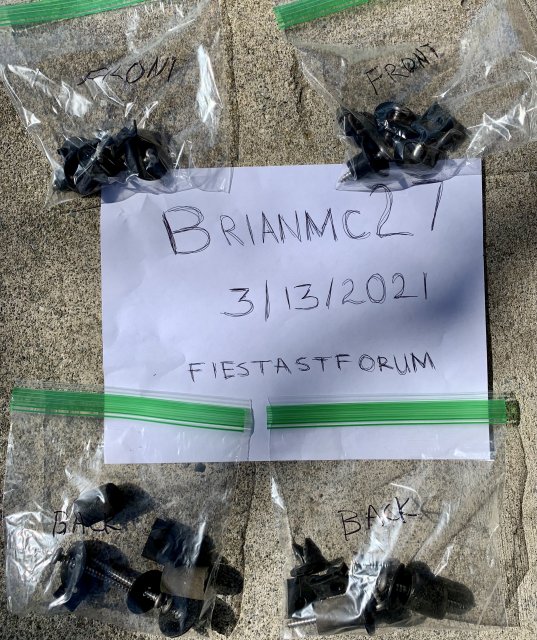 FRONT
FRONT
BRIANMC27
3/13/2021
FIESTASTFORUM
BACK
BACK